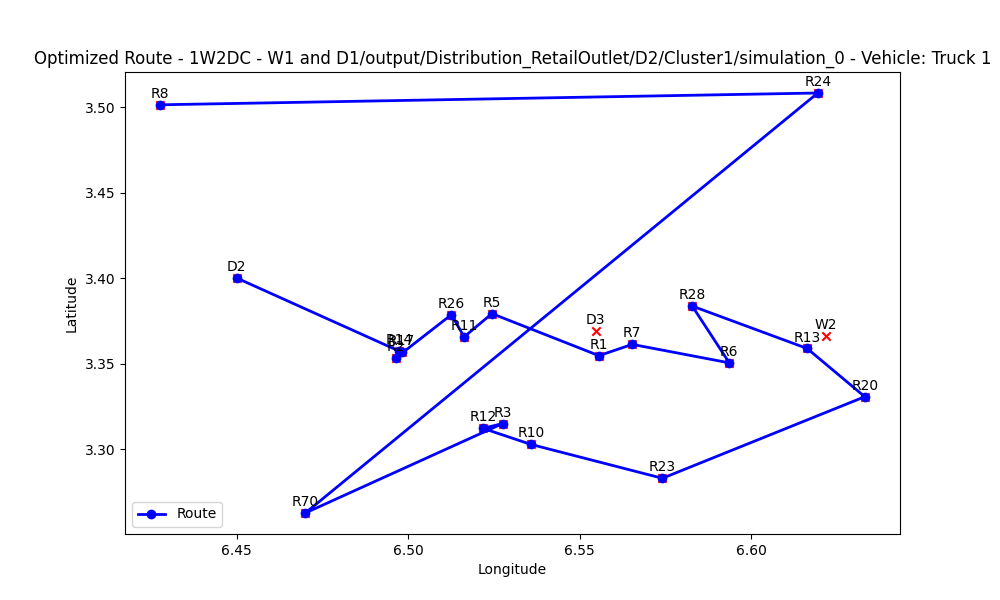 Optimized Route - 1W2DC - W1 and D1/output/Distribution_RetailOutlet/D2/Cluster1/simulation_0 - Vehicle: Truck 1
R8
R24
3.50
3.45
3.40
3.35
3.30
Latitude
D2
R26
R11
R5
D3
R1
R7
R28
W2
R13
R6
R20
R12
R3
R10
R23
R70
Route
6.45
6.50
6.55
6.60
Longitude